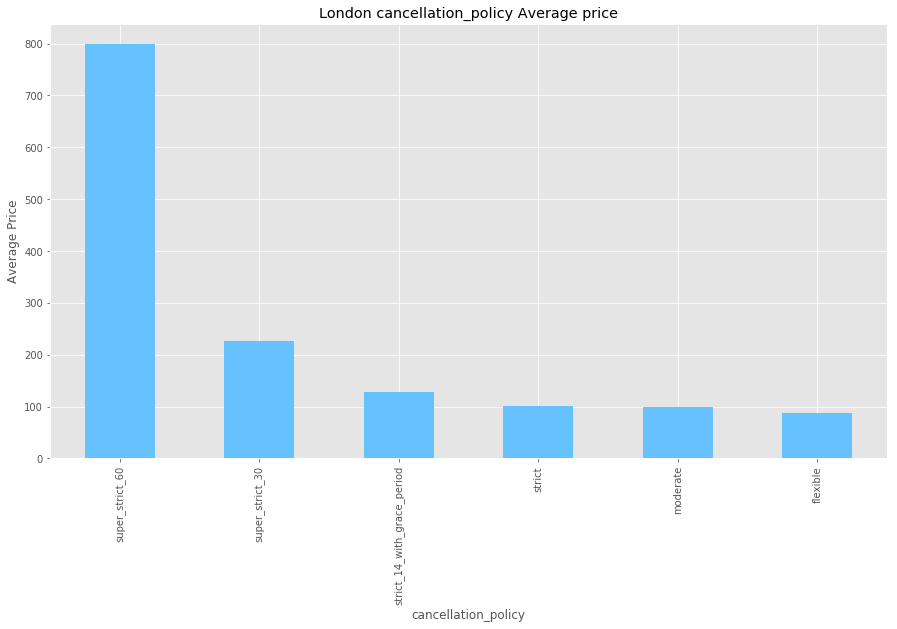 London cancellation_policy Average price
Average Price
800
700
600
500
400
300
200
100
0
super_strict_60
super_strict_30
strict_14_with_grace_period
strict
moderate
flexible
cancellation_policy